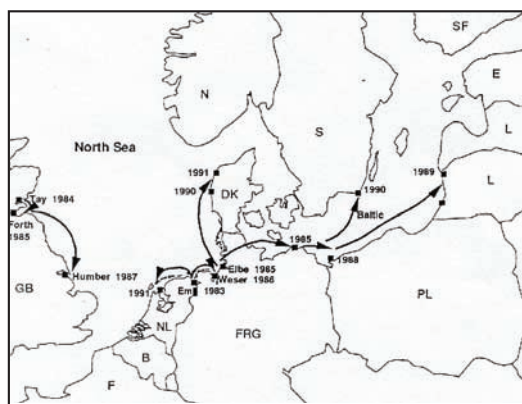 SF
N
E
S
L
North Sea
1991
1989
1990
DK
1990
L
Tay 1984
Baltic
Forth
1985
1985
Elbe 1985
1988
Humber 1987
Weser 1986
GB
1991
Em
1983
PL
NL
FRG
B
F